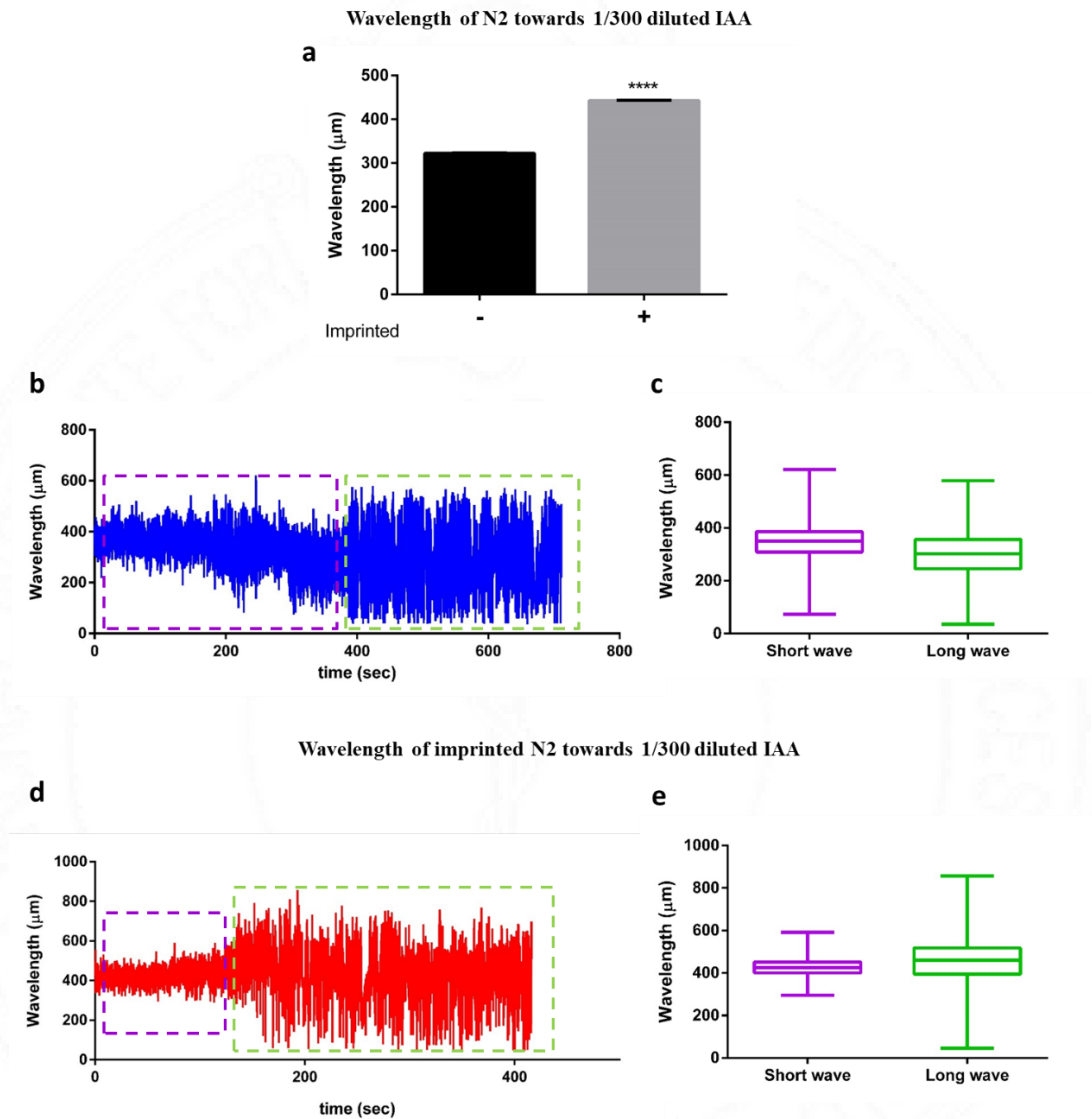 Wavelength of N2 towards 1/300 diluted IAA
a
500
400
300
200
100
0
Wavelength (μm)
****
Imprinted - +
b
800
600
400
200
0
Wavelength (μm)
0 200 400 600 800
time (sec)
c
800
600
400
200
0
Wavelength (μm)
Short wave Long wave
Wavelength of imprinted N2 towards 1/300 diluted IAA
d
1000
800
600
400
200
0
Wavelength (μm)
0 200 400
time (sec)
e
1000
800
600
400
200
0
Wavelength (μm)
Short wave Long wave